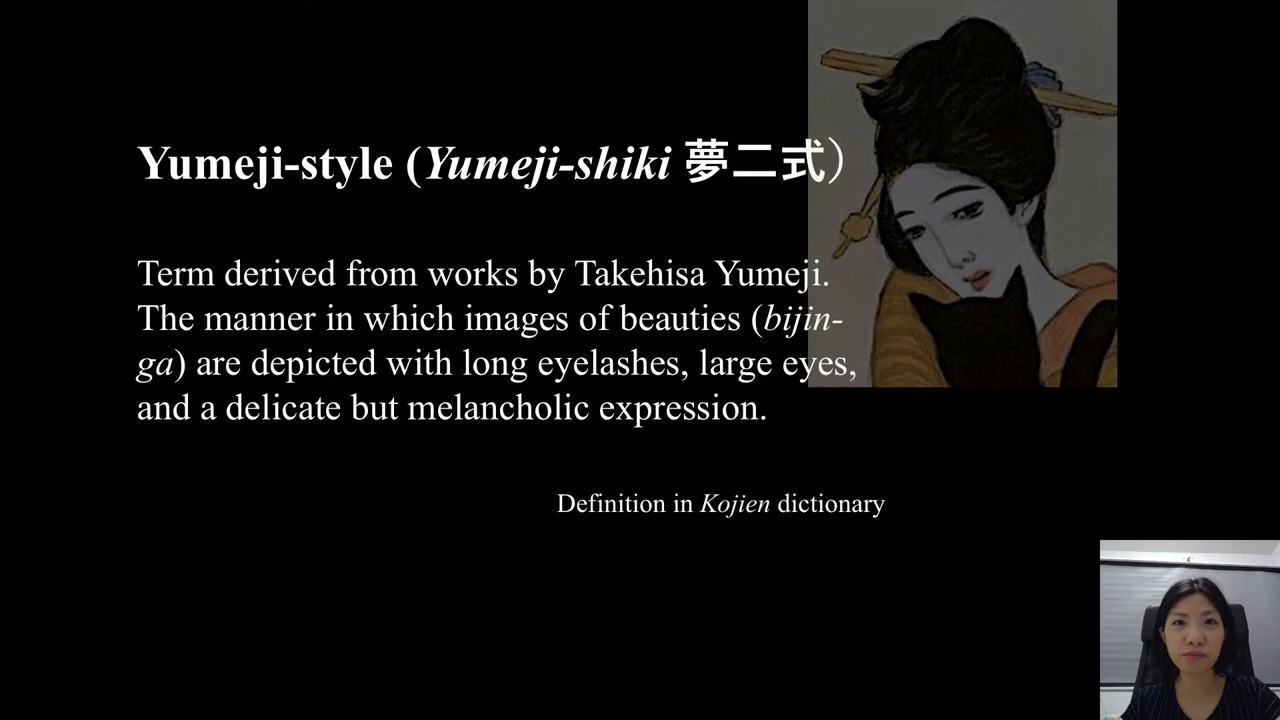 Yumeji-style (Yumeji-shiki 夢二式）
Term derived from works by Takehisa Yumeji.
The manner in which images of beauties (bijin-
ga) are depicted with long eyelashes, large eyes,
and a delicate but melancholic expression.
Definition in Kojien dictionary